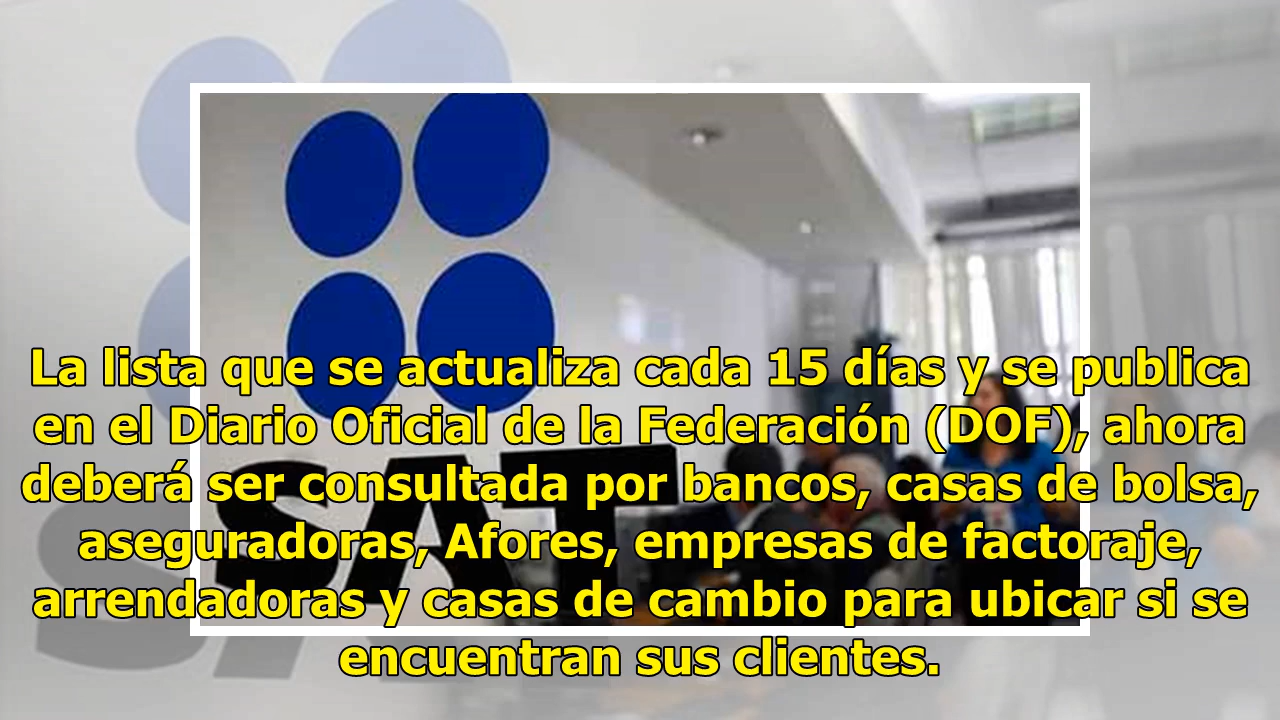 La lista que se actualiza cada 15 días y se publica
en el Diario Oficial de la Federación (DOF), ahora
deberá ser consultada por bancos, casas de bolsa,
aseguradoras, Afores, empresas de factoraje,
arrendadoras y casas de cambio para ubicar si se
encuentran sus clientes.
SAT